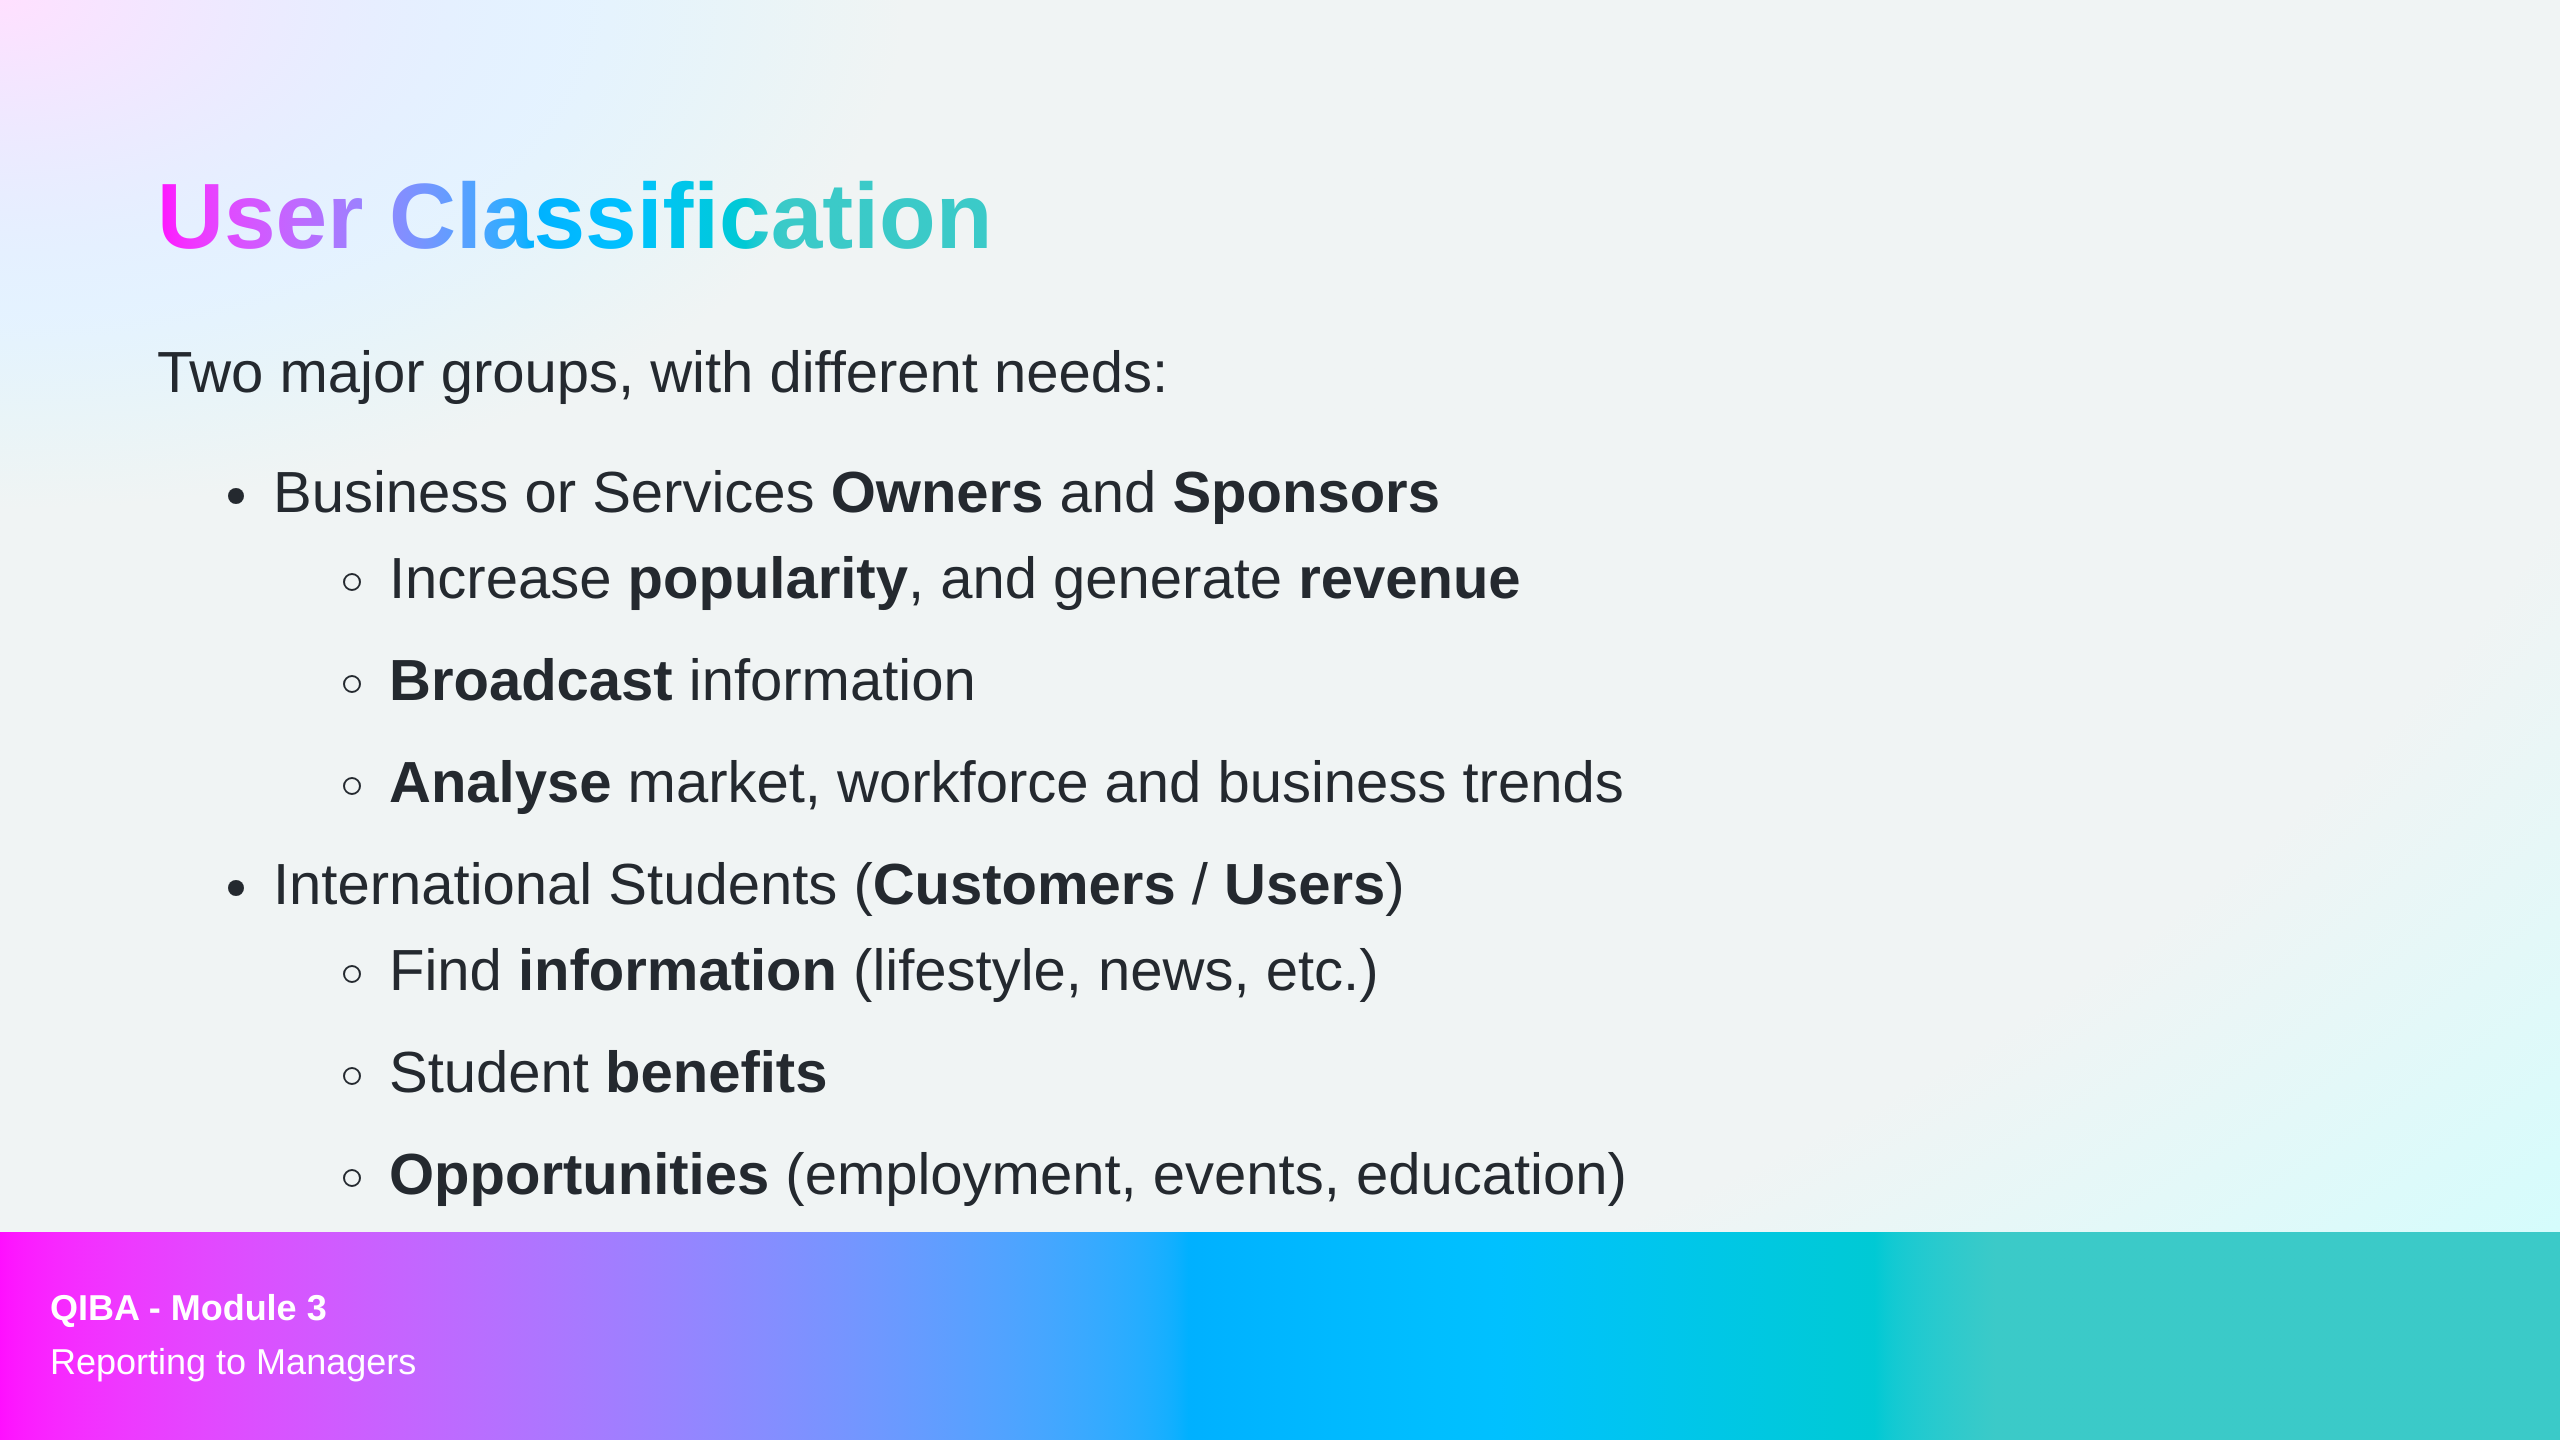 User Classification
Two major groups, with different needs:
• Business or Services Owners and Sponsors
◦ Increase popularity, and generate revenue
◦ Broadcast information
◦ Analyse market, workforce and business trends
• International Students (Customers / Users)
◦ Find information (lifestyle, news, etc.)
◦ Student benefits
◦ Opportunities (employment, events, education)
QIBA - Module 3
Reporting to Managers